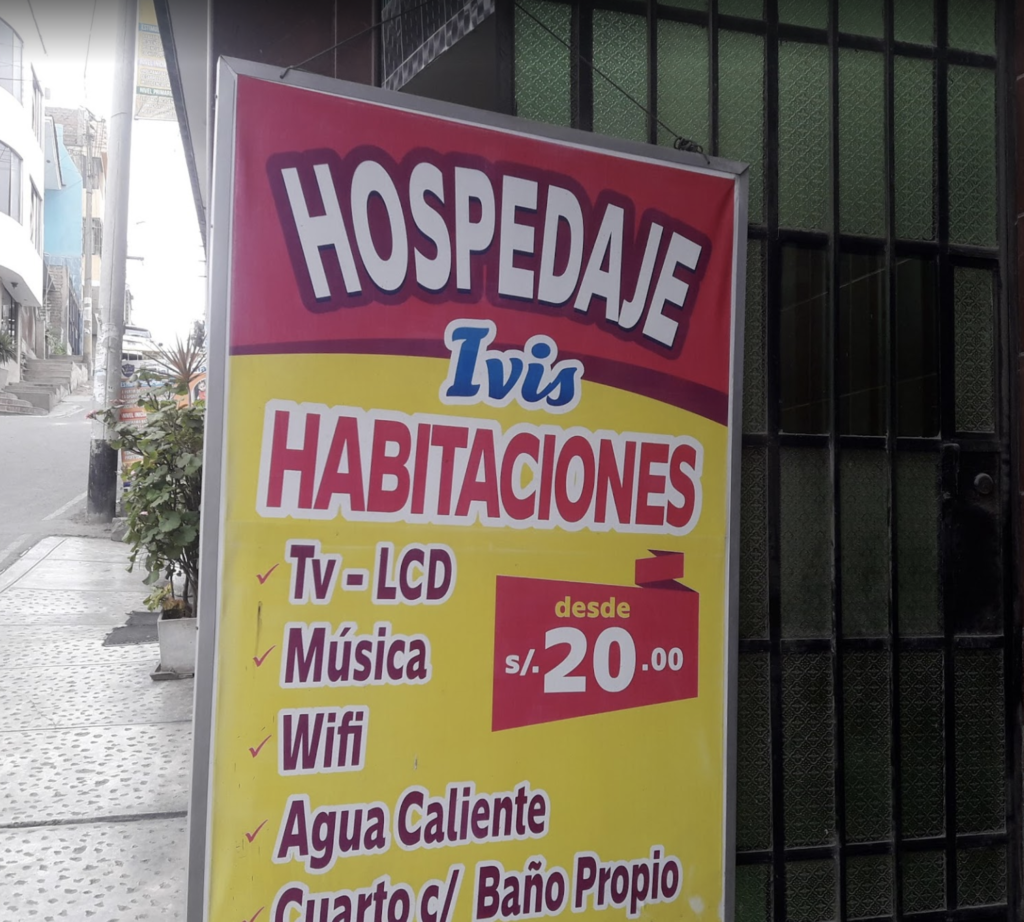 HOSPEDAJE
Ivis
HABITACIONES
Tv - LCD
Música
Wifi
Agua Caliente
Cuarto c/ Baño Propio
desde
s/. 20.00